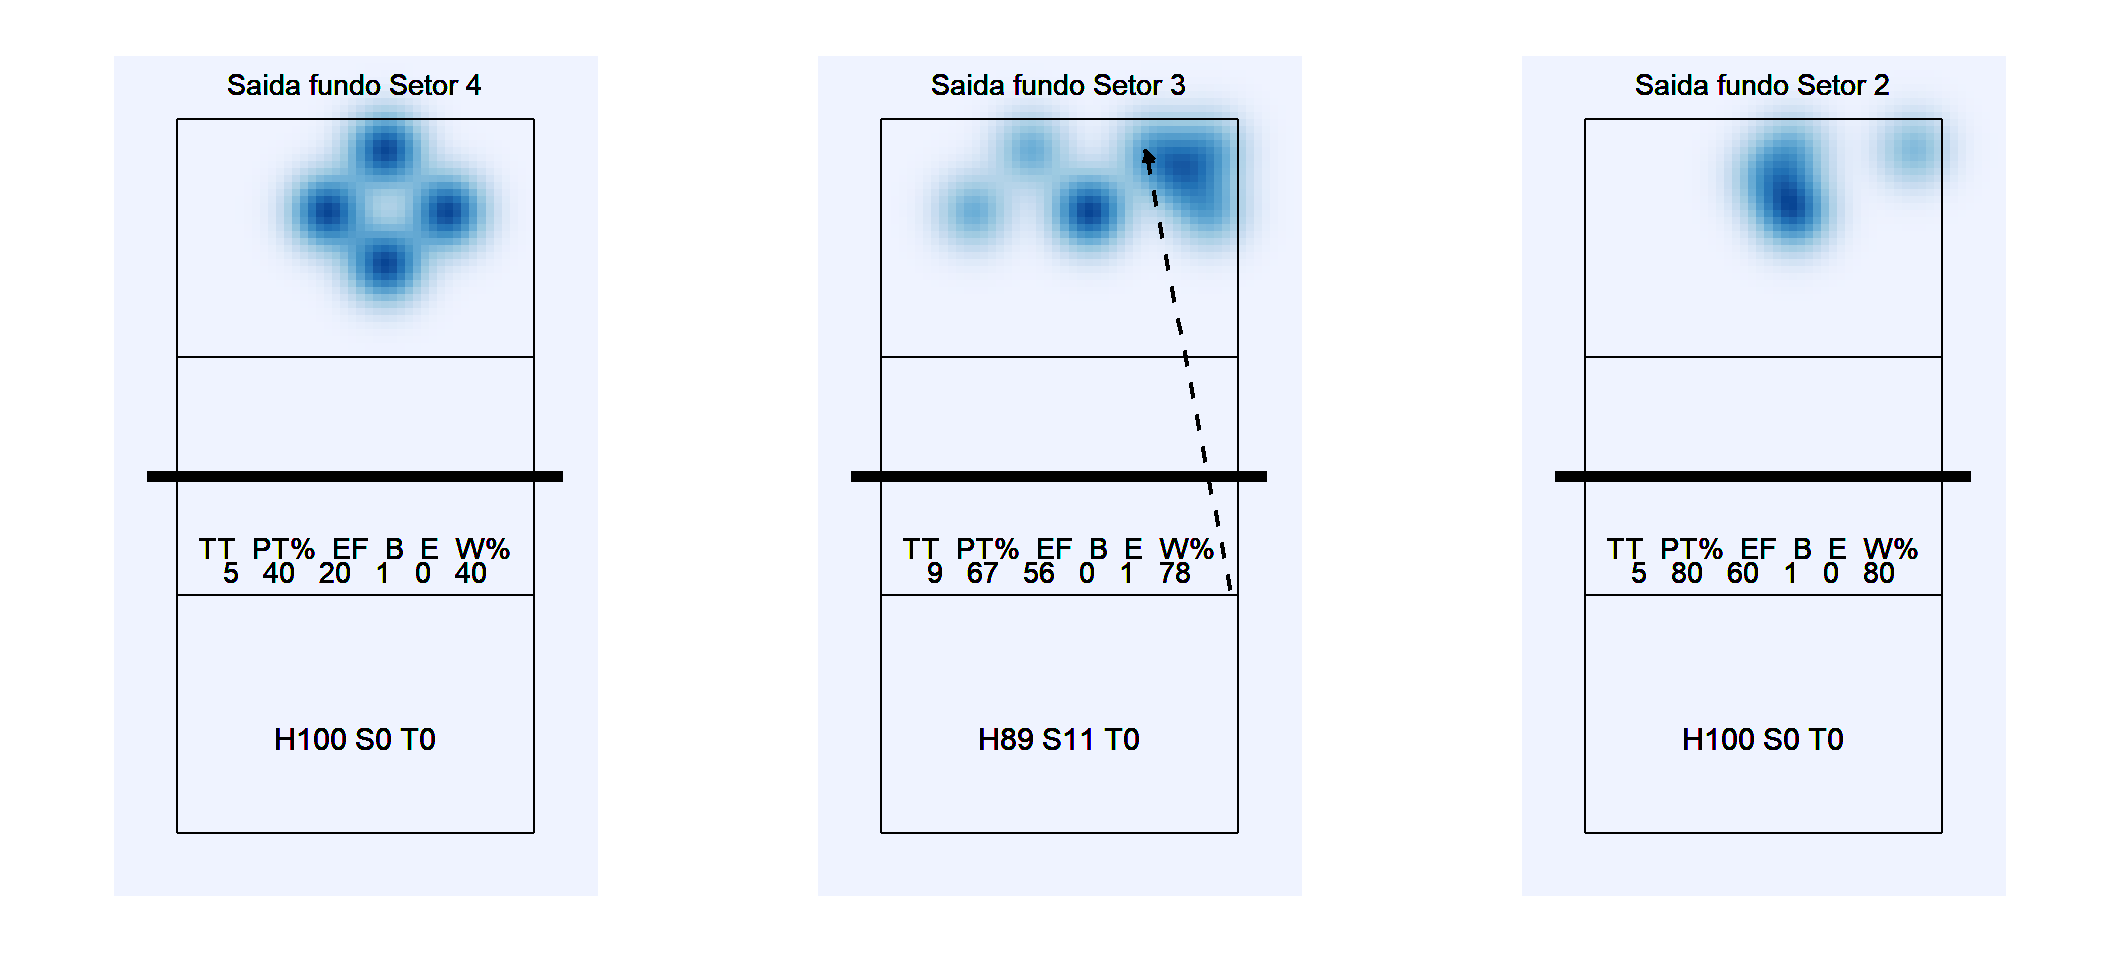 Saida fundo Setor 4
TT PT% EF B E W%
5 40 20 1 0 40
H100 S0 T0
Saida fundo Setor 3
TT PT% EF B E W%
9 67 56 0 1 78
H89 S11 T0
Saida fundo Setor 2
TT PT% EF B E W%
5 80 60 1 0 80
H100 S0 T0